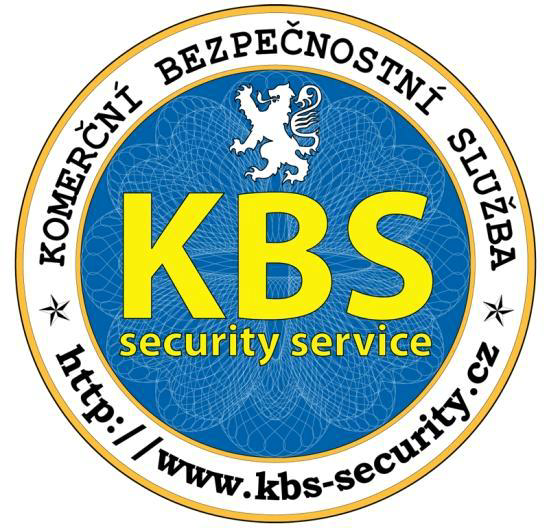 KOMERČNÍ BEZPEČNOSTNÍ SLUŽBA
KBS
security service
http://www.kbs-security.cz